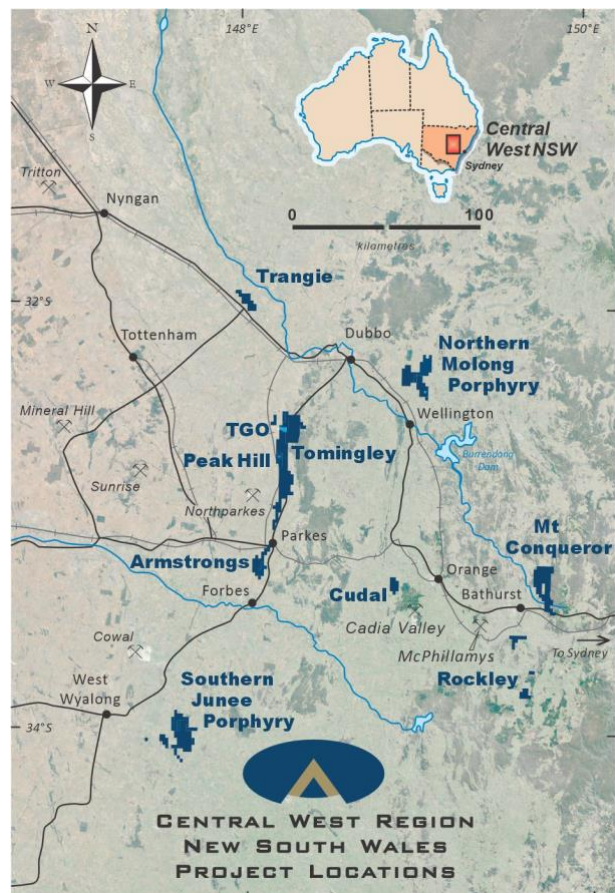 148°E
150°E
N
W
E
S
Central
West NSW
Sydney
0
100
kilometres
Tritton
Nyngan
Trangie
32°S
Dubbo
Tottenham
Northern
Molong
Porphyry
Mineral Hill
TGO
Tomingley
Wellington
Peak Hill
Burrendong
Dam
Sunrise
Northparkes
Parkes
Mt
Conqueror
Armstrongs
Orange
Cudal
Bathurst
Forbes
Cadia Valley
Cowal
McPhillamys
To Sydney
West
Wyalong
Southern
Junee
Porphyry
Rockley
34°S
CENTRAL WEST REGION
NEW SOUTH WALES
PROJECT LOCATIONS